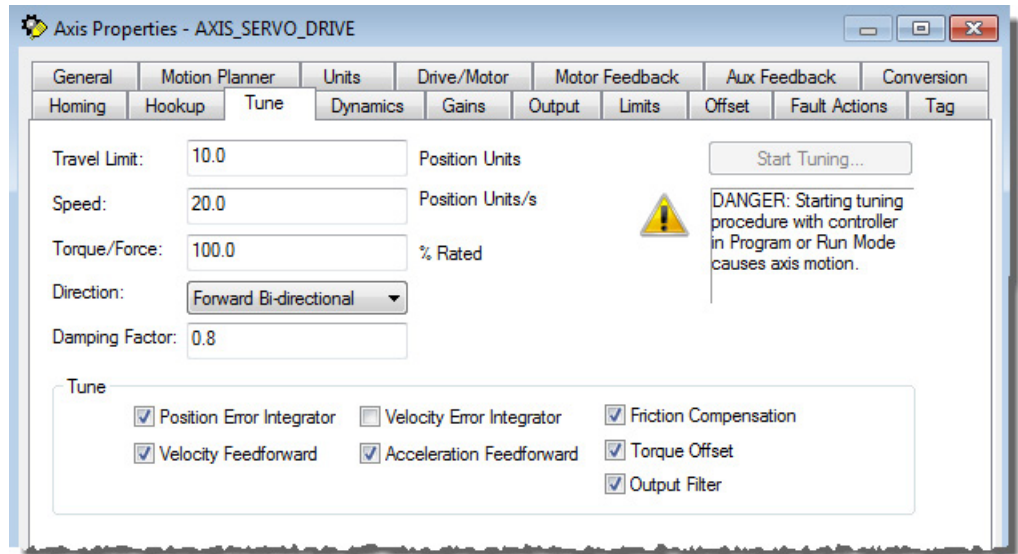 Axis Properties - AXIS_SERVO_DRIVE
General Motion Planner Units Drive/Motor Motor Feedback Aux Feedback Conversion
Homing Hookup Tune Dynamics Gains Output Limits Offset Fault Actions Tag
Travel Limit: 10.0 Position Units Start Tuning...
Speed: 20.0 Position Units/s
DANGER: Starting tuning
procedure with controller
in Program or Run Mode
causes axis motion.
Torque/Force: 100.0 % Rated
Direction: Forward Bi-directional
Damping Factor: 0.8
Tune
Position Error Integrator Velocity Error Integrator Friction Compensation
Velocity Feedforward Acceleration Feedforward Torque Offset
Output Filter